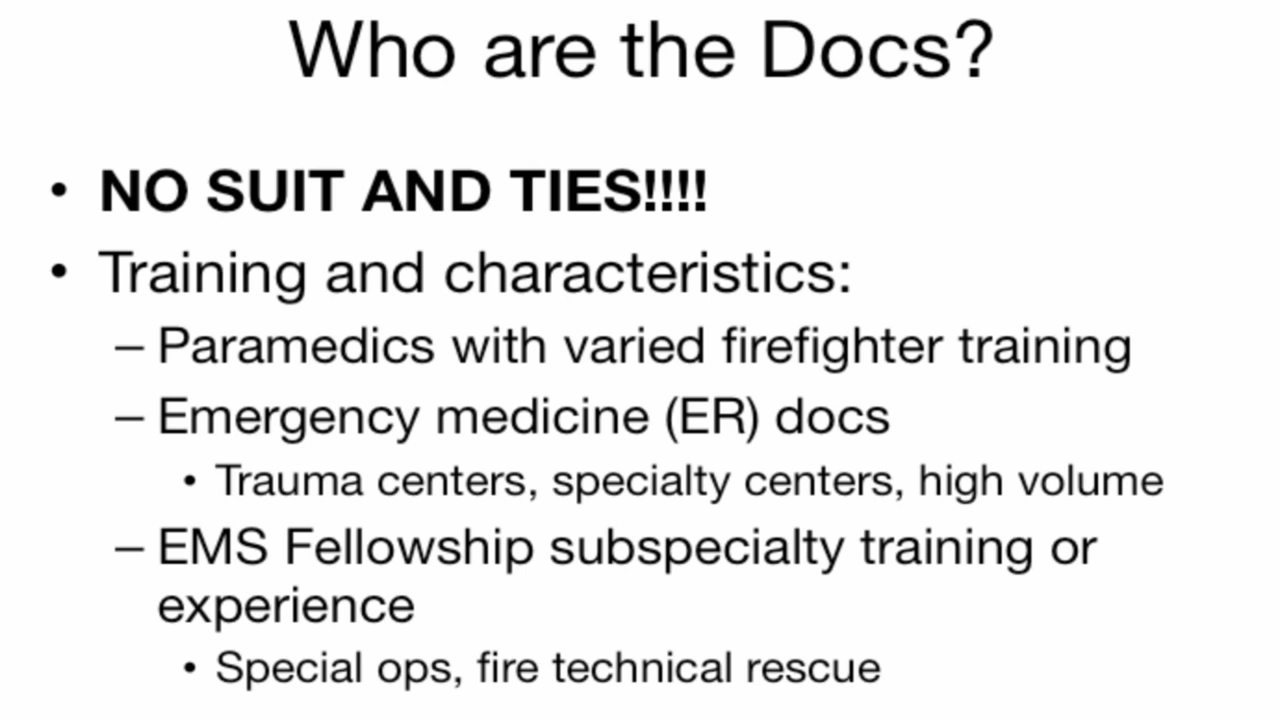 Who are the Docs?
• NO SUIT AND TIES!!!!
• Training and characteristics:
– Paramedics with varied firefighter training
– Emergency medicine (ER) docs
• Trauma centers, specialty centers, high volume
– EMS Fellowship subspecialty training or
experience
• Special ops, fire technical rescue